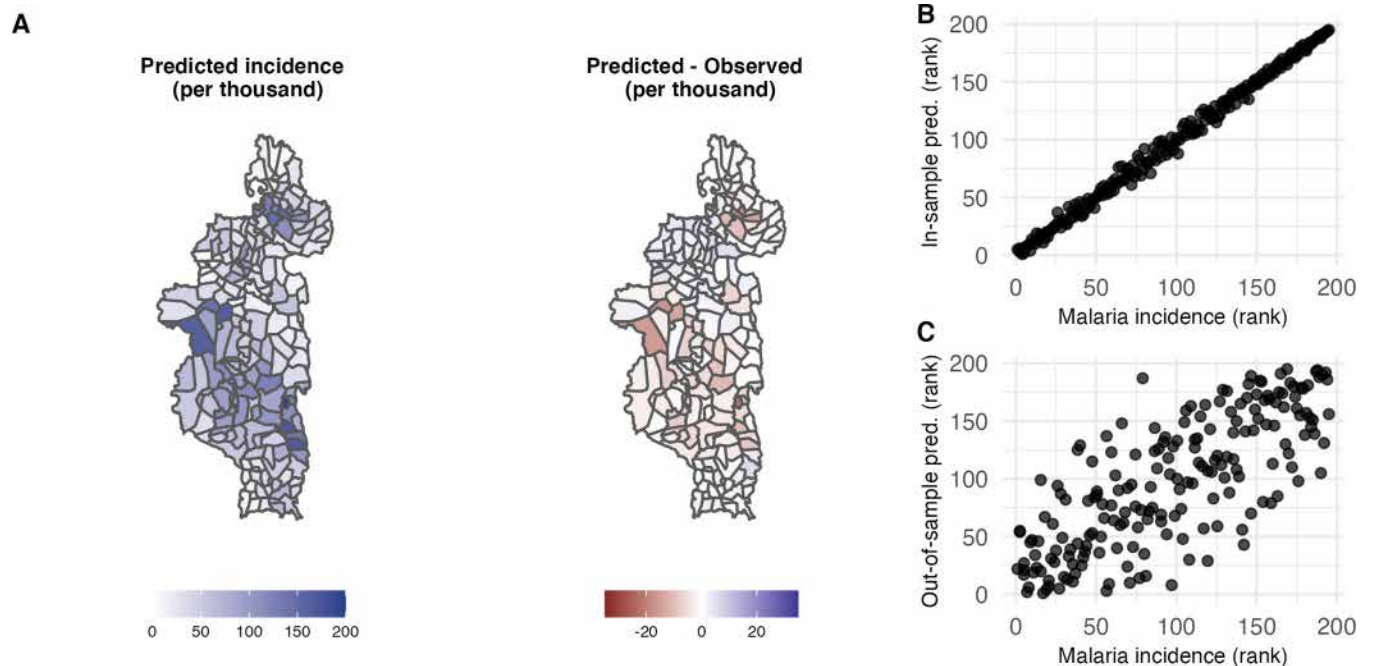 A
Predicted incidence
(per thousand)
0 50 100 150 200
Predicted - Observed
(per thousand)
-20 0 20
B
In-sample pred. (rank)
200
150
100
50
0
0 50 100 150 200
Malaria incidence (rank)
C
Out-of-sample pred. (rank)
200
150
100
50
0
0 50 100 150 200
Malaria incidence (rank)